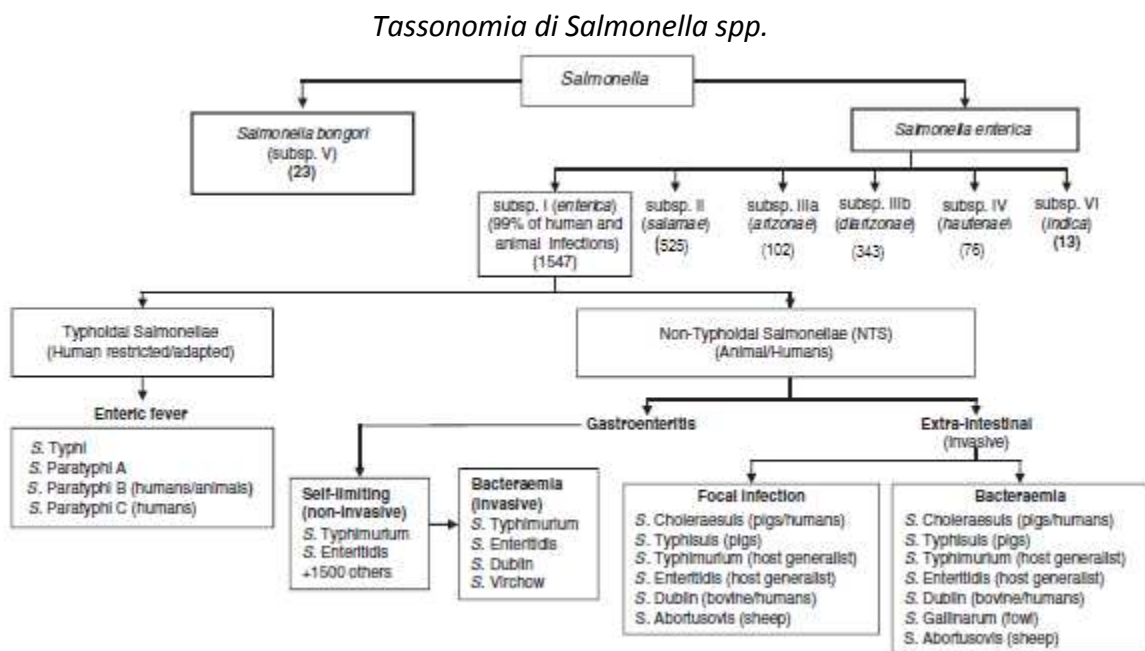 Tassonomia di Salmonella spp.
Salmonella
Salmonella bongori
(subsp. V)
(23)
Salmonella enterica
subsp. I (enterica)
(99% of human and
animal infections)
(1547)
subsp. II
(salamae)
(525)
subsp. IIIa
(arizonae)
(102)
subsp. IIIb
(diarizonae)
(343)
subsp. IV
(hautenae)
(76)
subsp. VI
(indica)
(13)
Typhoidal Salmonellae
(Human restricted/adapted)
Non-Typhoidal Salmonellae (NTS)
(Animal/Humans)
Enteric fever
S. Typhi
S. Paratyphi A
S. Paratyphi B (humans/animals)
S. Paratyphi C (humans)
Gastroenteritis
Extra-intestinal
(invasive)
Self-limiting
(non-invasive)
S. Typhimurium
S. Enteritidis
+1500 others
Bacteraemia
(invasive)
S. Typhimurium
S. Enteritidis
S. Dublin
S. Virchow
Focal infection
S. Choleraesuis (pigs/humans)
S. Typhisuis (pigs)
S. Typhimurium (host generalist)
S. Enteritidis (host generalist)
S. Dublin (bovine/humans)
S. Abortusovis (sheep)
Bacteraemia
S. Choleraesuis (pigs/humans)
S. Typhisuis (pigs)
S. Typhimurium (host generalist)
S. Enteritidis (host generalist)
S. Dublin (bovine/humans)
S. Gallinarum (fowl)
S. Abortusovis (sheep)